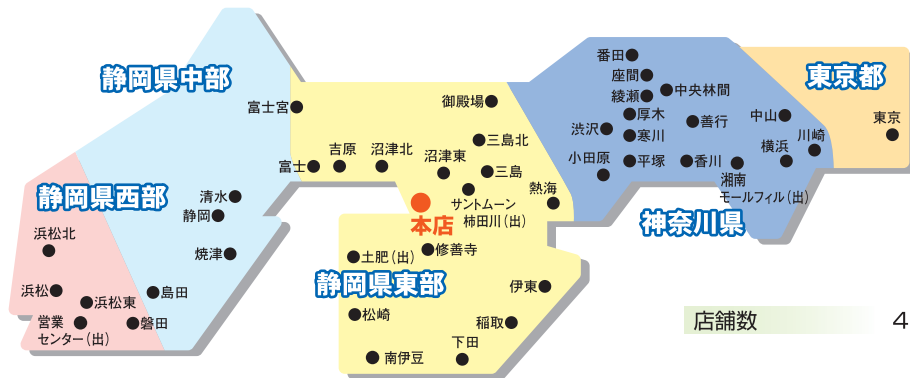 静岡県中部
静岡県西部
浜松北
浜松
浜松東
営業
センター(出)
磐田
島田
焼津
静岡
清水
富士宮
富士
吉原
沼津北
御殿場
三島北
沼津東
三島
サントムーン
柿田川(出)
熱海
本店
土肥(出)
修善寺
静岡県東部
伊東
松崎
稲取
下田
南伊豆
番田
座間
綾瀬
中央林間
厚木
渋沢
寒川
善行
中山
川崎
横浜
小田原
平塚
香川
湘南
モールフィル(出)
神奈川県
東京都
東京
店舗数 4